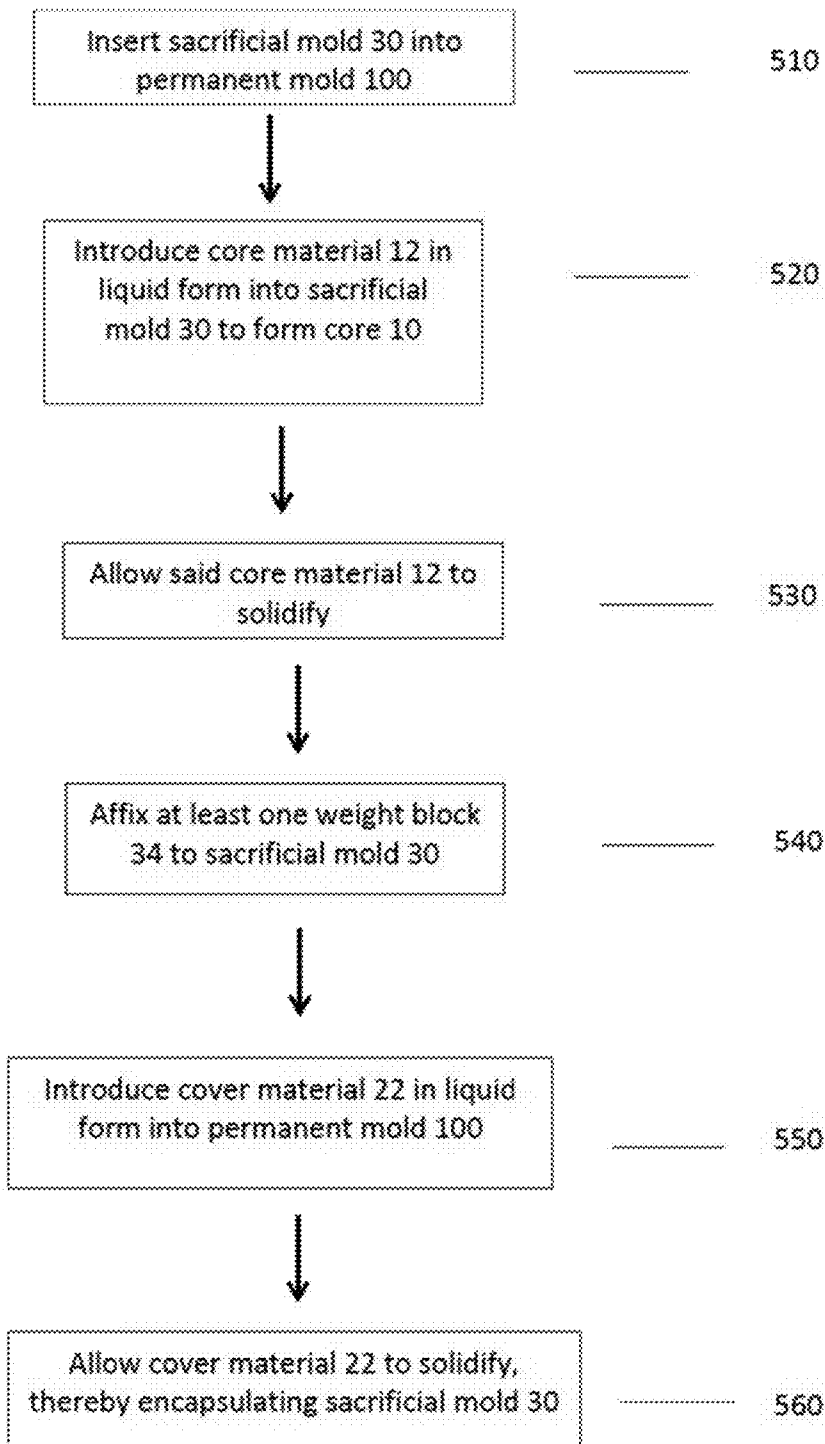 Insert sacrificial mold 30 into
permanent mold 100
510
Introduce core material 12 in
liquid form into sacrificial
mold 30 to form core 10
520
Allow said core material 12 to
solidify
530
Affix at least one weight block
34 to sacrificial mold 30
540
Introduce cover material 22 in liquid
form into permanent mold 100
550
Allow cover material 22 to solidify,
thereby encapsulating sacrificial mold 30
560